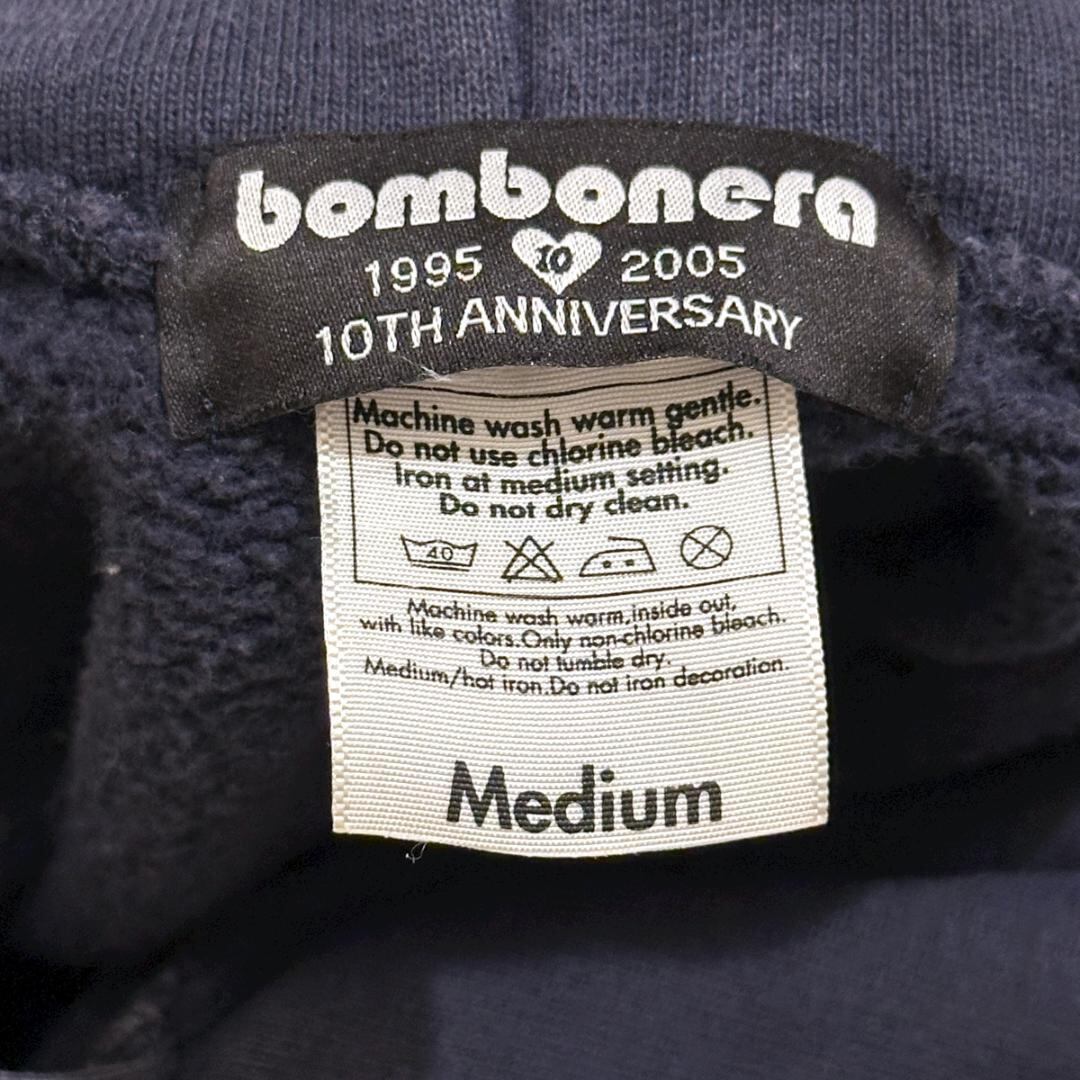 bombonera
1995 10 2005
10TH ANNIVERSARY
Machine wash warm gentle.
Do not use chlorine bleach.
Iron at medium setting.
Do not dry clean.
40
Machine wash warm,inside out,
with like colors.Only non-chlorine bleach.
Do not tumble dry.
Medium/hot iron.Do not iron decoration.
Medium